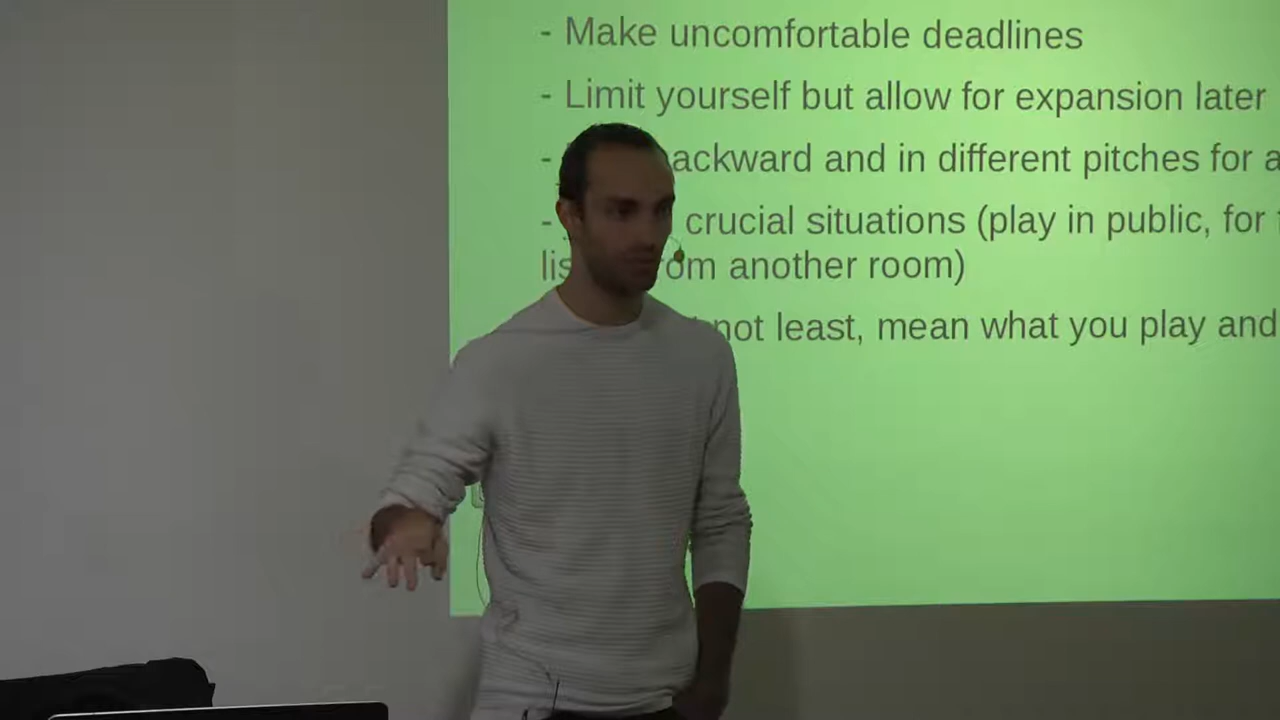 - Make uncomfortable deadlines
- Limit yourself but allow for expansion later
- ackward and in different pitches for a
- crucial situations (play in public, for
lis om another room)
not least, mean what you play and